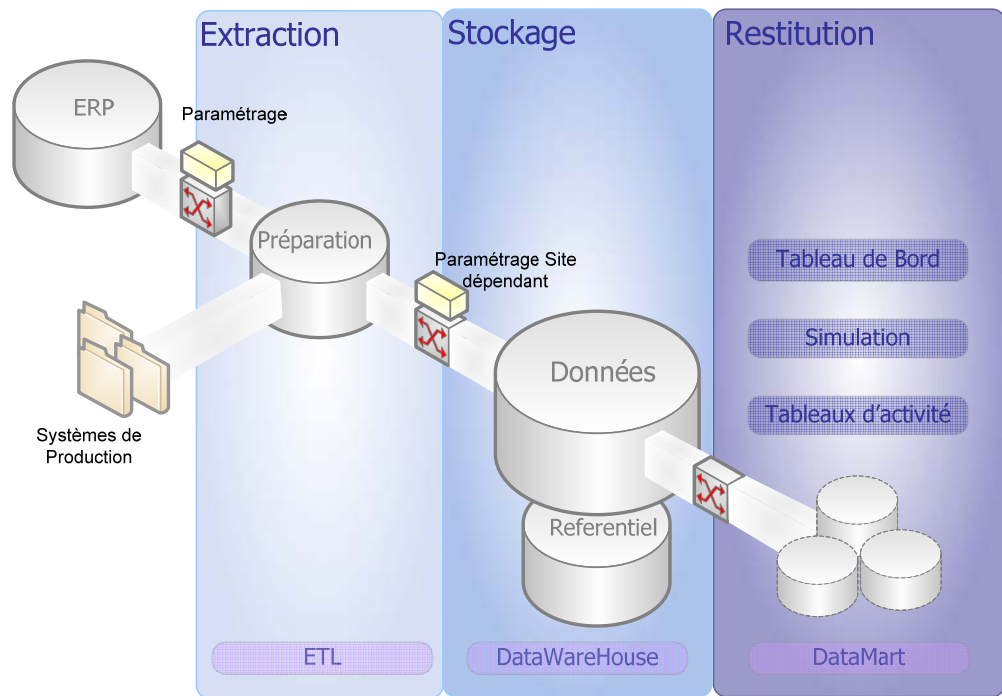 Extraction
Stockage
Restitution
ERP
Paramétrage
Préparation
Paramétrage Site
dépendant
Tableau de Bord
Simulation
Données
Tableaux d'activité
Systèmes de
Production
Référentiel
ETL
DataWareHouse
DataMart